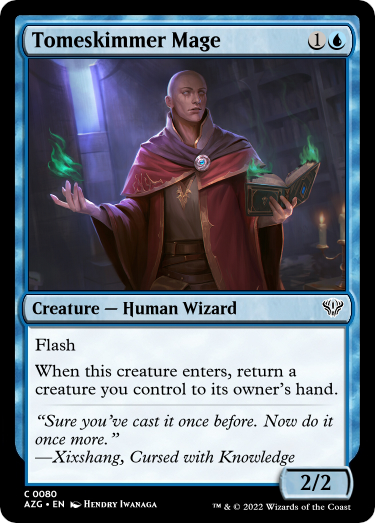 Tomeskimmer Mage 1
Creature — Human Wizard
Flash
When this creature enters, return a
creature you control to its owner's hand.
“Sure you've cast it once before. Now do it
once more.”
—Xixshang, Cursed with Knowledge
2/2
C 0080
AZG • EN Hendry Iwanaga
™ & © 2022 Wizards of the Coast